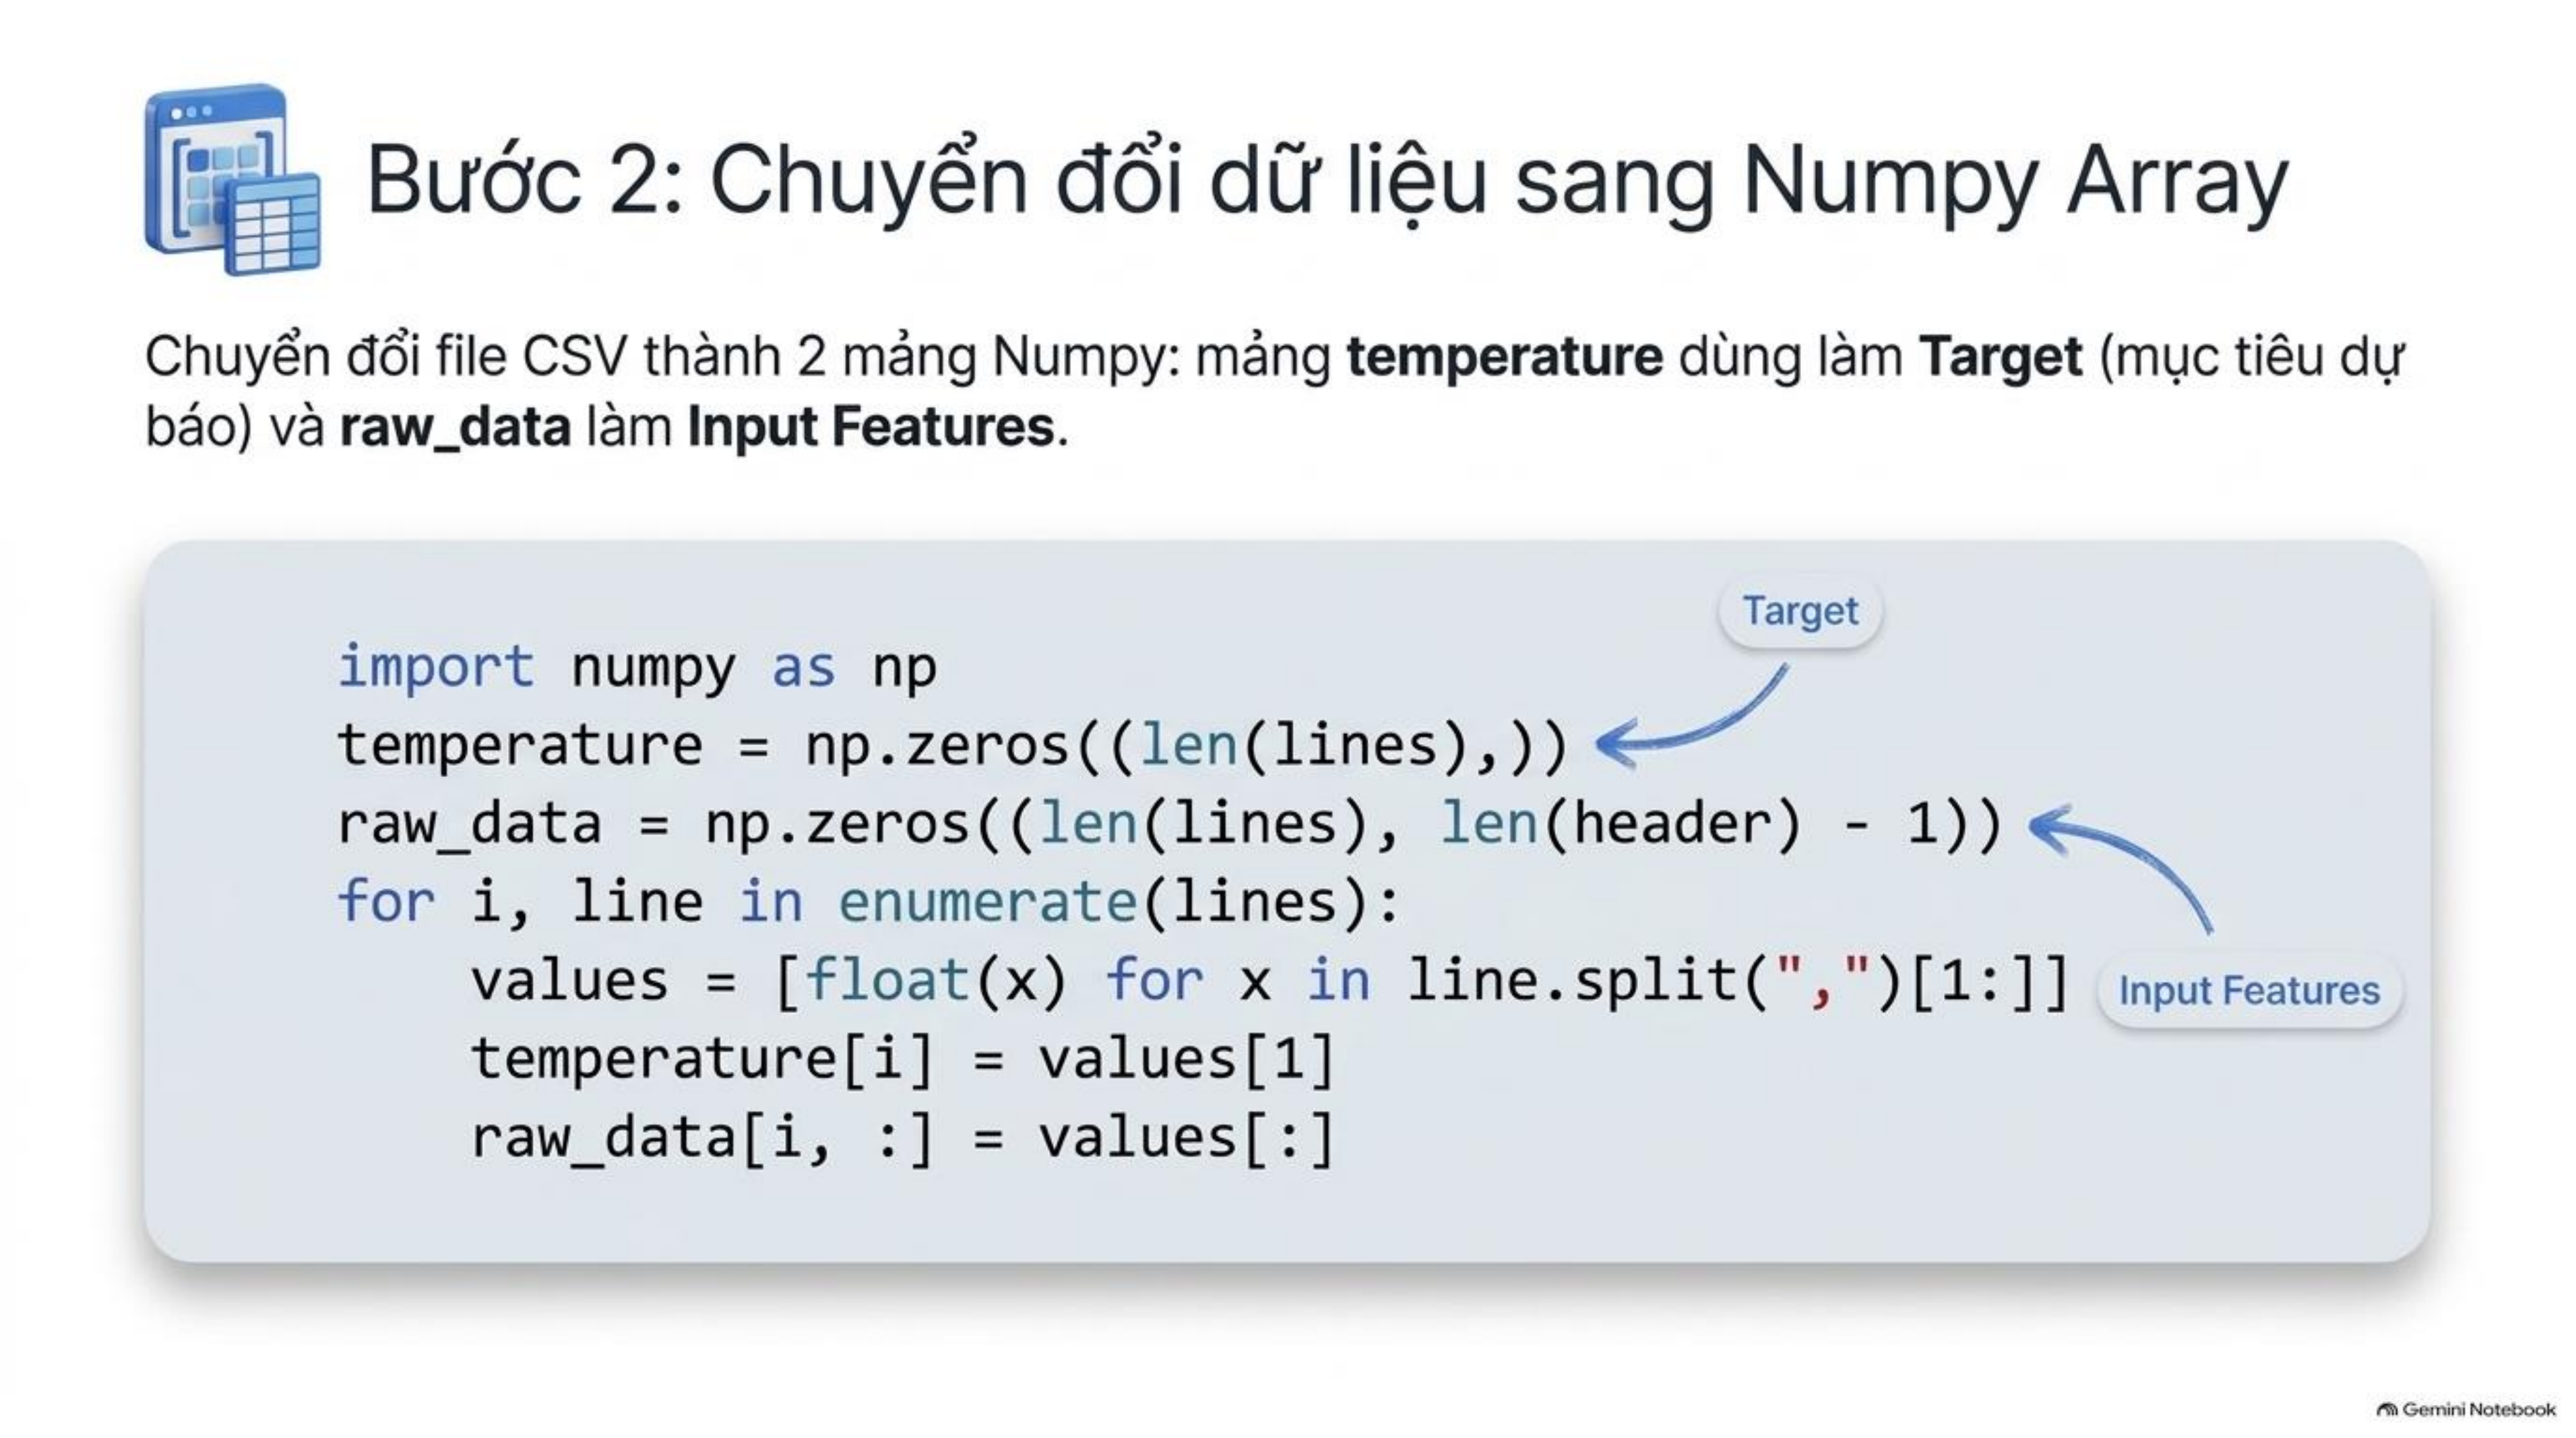 Bước 2: Chuyển đổi dữ liệu sang Numpy Array
Chuyển đổi file CSV thành 2 mảng Numpy: mảng temperature dùng làm Target (mục tiêu dự
báo) và raw_data làm Input Features.
Target
import numpy as np
temperature = np.zeros((len(lines),))
raw_data = np.zeros((len(lines), len(header) - 1))
for i, line in enumerate(lines):
    values = [float(x) for x in line.split(",")[1:]]
Input Features
    temperature[i] = values[1]
    raw_data[i, :] = values[:]
Gemini Notebook